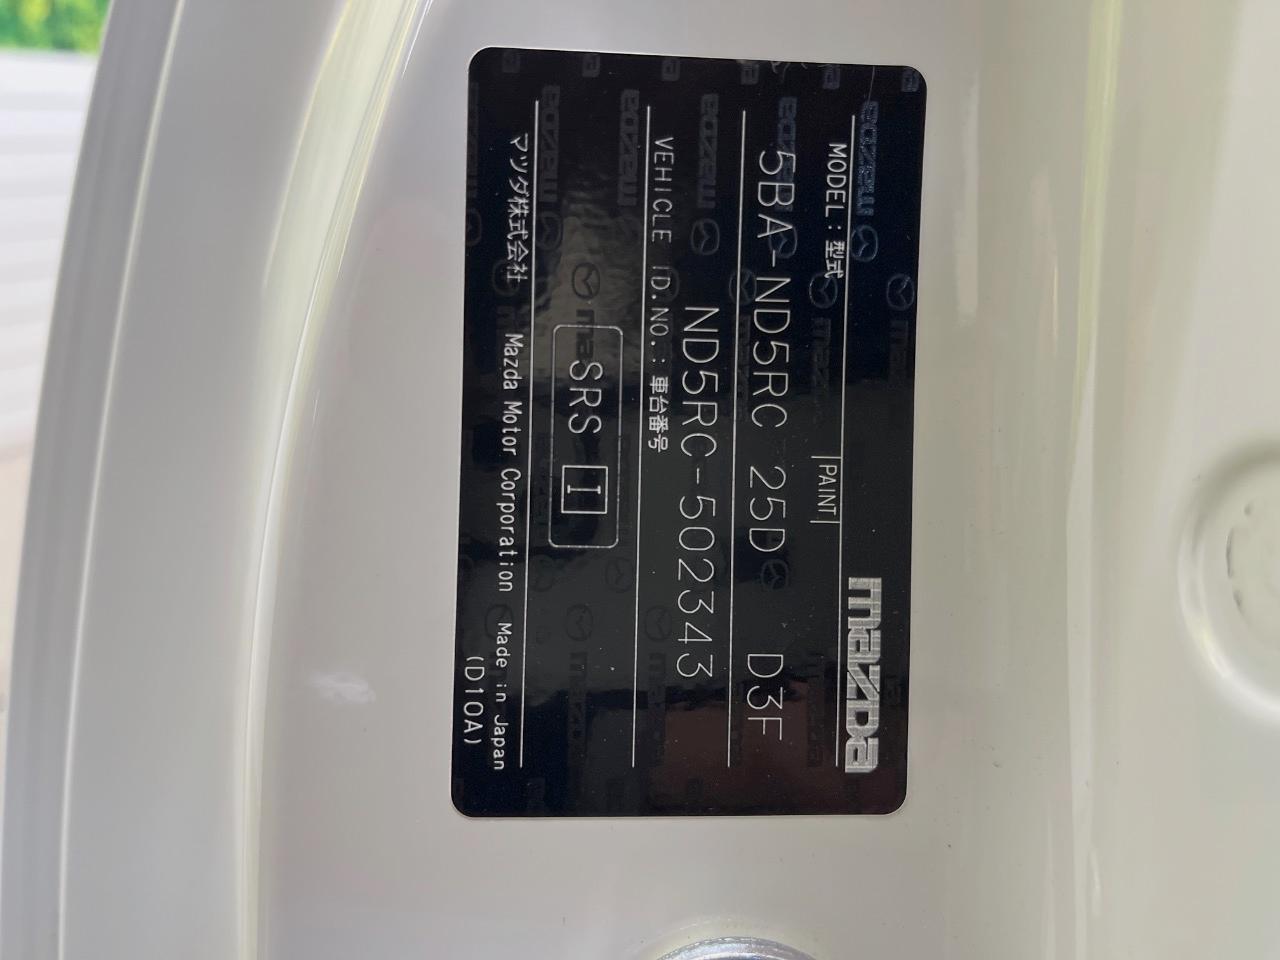 mazda
MODEL:型式 PAINT
5BA-ND5RC 25D D3F
VEHICLE ID.NO.:車台番号
ND5RC-502343
SRS I
マツダ株式会社 Mazda Motor Corporation Made in Japan
(D10A)